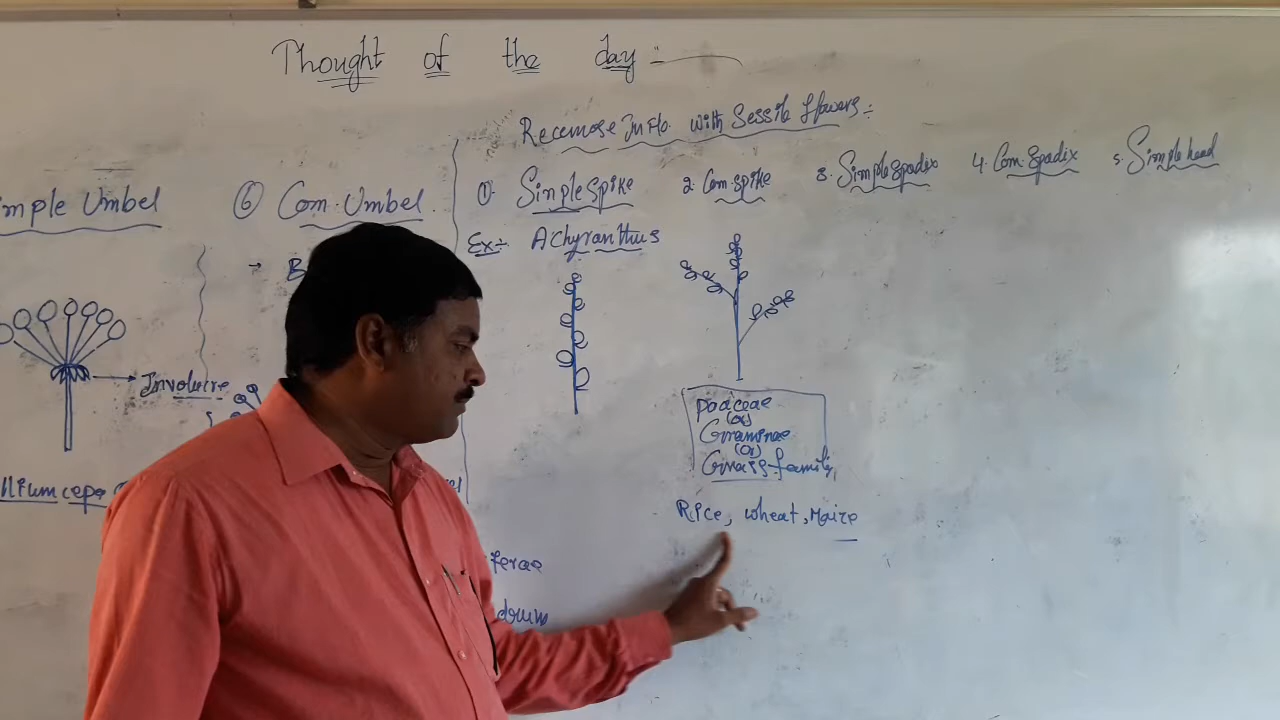 Thought of the day :-
Recemose Inflo. with Sessile flowers :-
mple Umbel
⑥ Com. Umbel.
① Simple Spike
2. Com. spike
3. Simple Spadix
4. Com. Spadix
5. Simple head
Ex:- Achyranthus
→ B
Involucre
Poaceae
(Or)
Graminae
(Or)
Grass family
llium cepa
Rice, wheat, Maize
ferae
drum